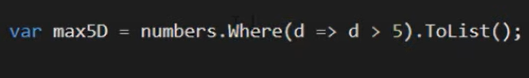 var max5D = numbers.Where(d => d > 5).ToList();